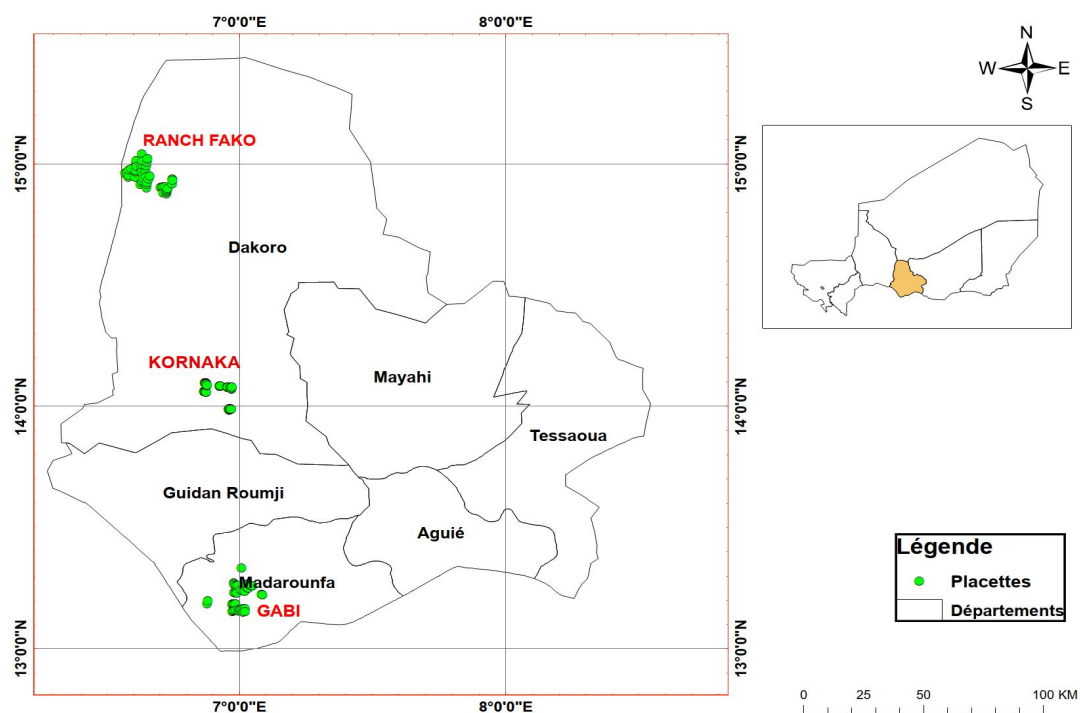 7°0'0"E 8°0'0"E
N
W E
S
RANCH FAKO
15°0'0"N 15°0'0"N
Dakoro
KORNAKA
Mayahi
14°0'0"N 14°0'0"N
Tessaoua
Guidan Roumji
Aguié
Légende
Madarounfa
Placettes
GABI
Départements
13°0'0"N 13°0'0"N
0 25 50 100 KM
7°0'0"E 8°0'0"E